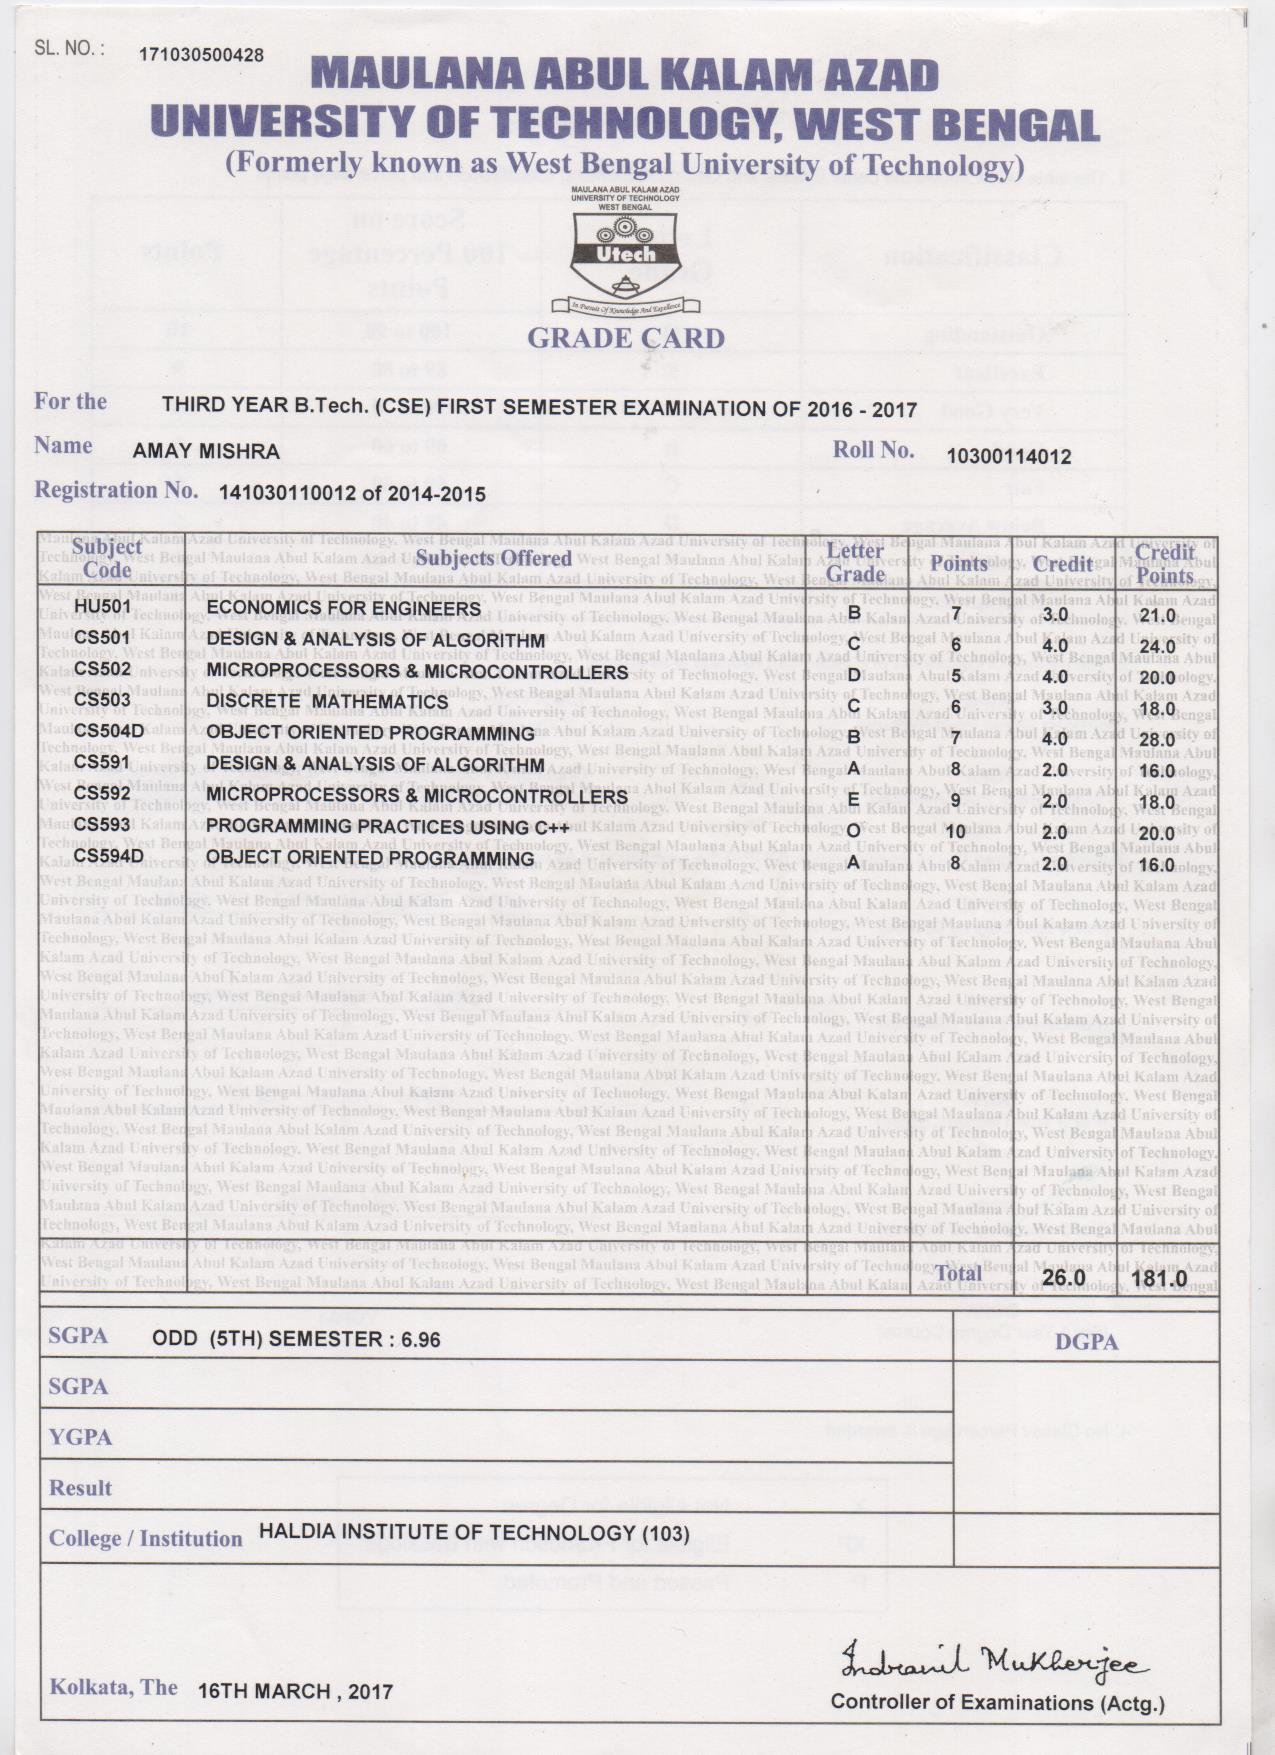 SL. NO. : 171030500428
MAULANA ABUL KALAM AZAD
UNIVERSITY OF TECHNOLOGY, WEST BENGAL
(Formerly known as West Bengal University of Technology)
MAULANA ABUL KALAM AZAD
UNIVERSITY OF TECHNOLOGY
WEST BENGAL
Utech
In Pursuit Of Knowledge And Excellence
GRADE CARD
For the THIRD YEAR B.Tech. (CSE) FIRST SEMESTER EXAMINATION OF 2016 - 2017
Name AMAY MISHRA Roll No. 10300114012
Registration No. 141030110012 of 2014-2015
Subject Code Subjects Offered Letter Grade Points Credit Credit Points
HU501 ECONOMICS FOR ENGINEERS B 7 3.0 21.0
CS501 DESIGN & ANALYSIS OF ALGORITHM C 6 4.0 24.0
CS502 MICROPROCESSORS & MICROCONTROLLERS D 5 4.0 20.0
CS503 DISCRETE MATHEMATICS C 6 3.0 18.0
CS504D OBJECT ORIENTED PROGRAMMING B 7 4.0 28.0
CS591 DESIGN & ANALYSIS OF ALGORITHM A 8 2.0 16.0
CS592 MICROPROCESSORS & MICROCONTROLLERS E 9 2.0 18.0
CS593 PROGRAMMING PRACTICES USING C++ O 10 2.0 20.0
CS594D OBJECT ORIENTED PROGRAMMING A 8 2.0 16.0
Total 26.0 181.0
SGPA ODD (5TH) SEMESTER : 6.96 DGPA
SGPA
YGPA
Result
College / Institution HALDIA INSTITUTE OF TECHNOLOGY (103)
Indranil Mukherjee
Kolkata, The 16TH MARCH , 2017
Controller of Examinations (Actg.)